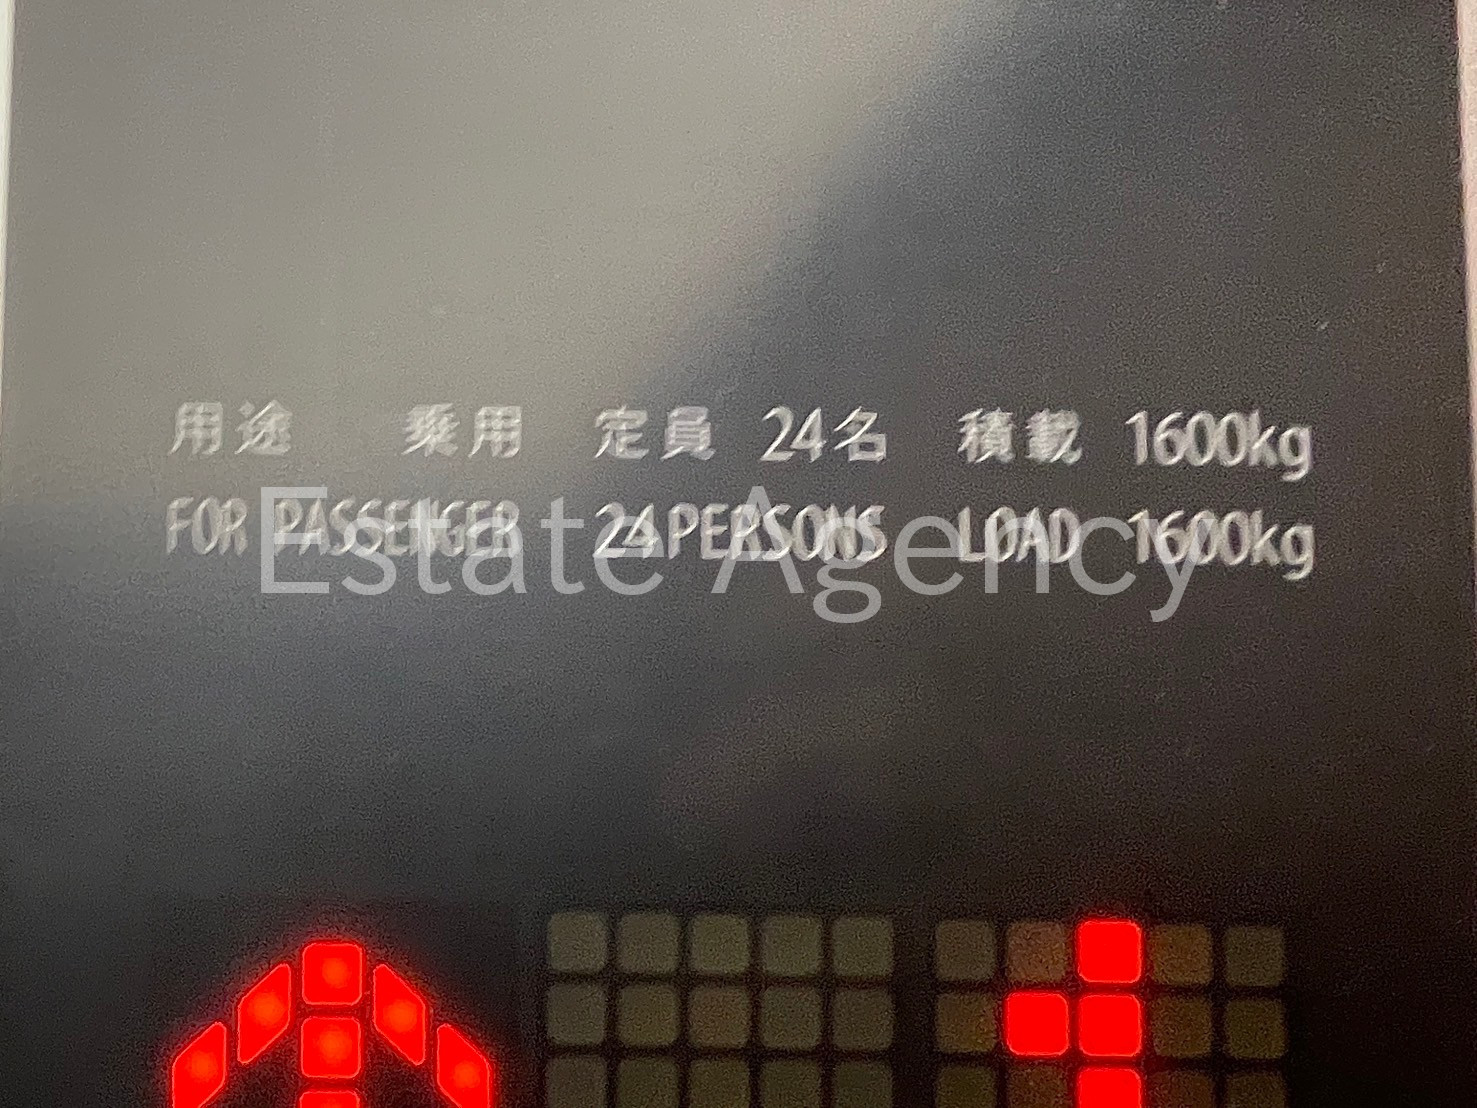 用途 乗用 定員 24名 積載 1600kg
FOR PASSENGER 24PERSONS LOAD 1600kg
Estate Agency